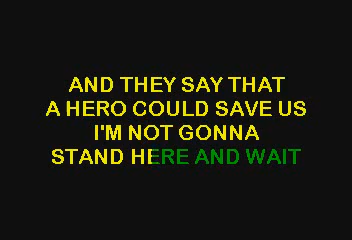 AND THEY SAY THAT
A HERO COULD SAVE US
I'M NOT GONNA
STAND HERE AND WAIT